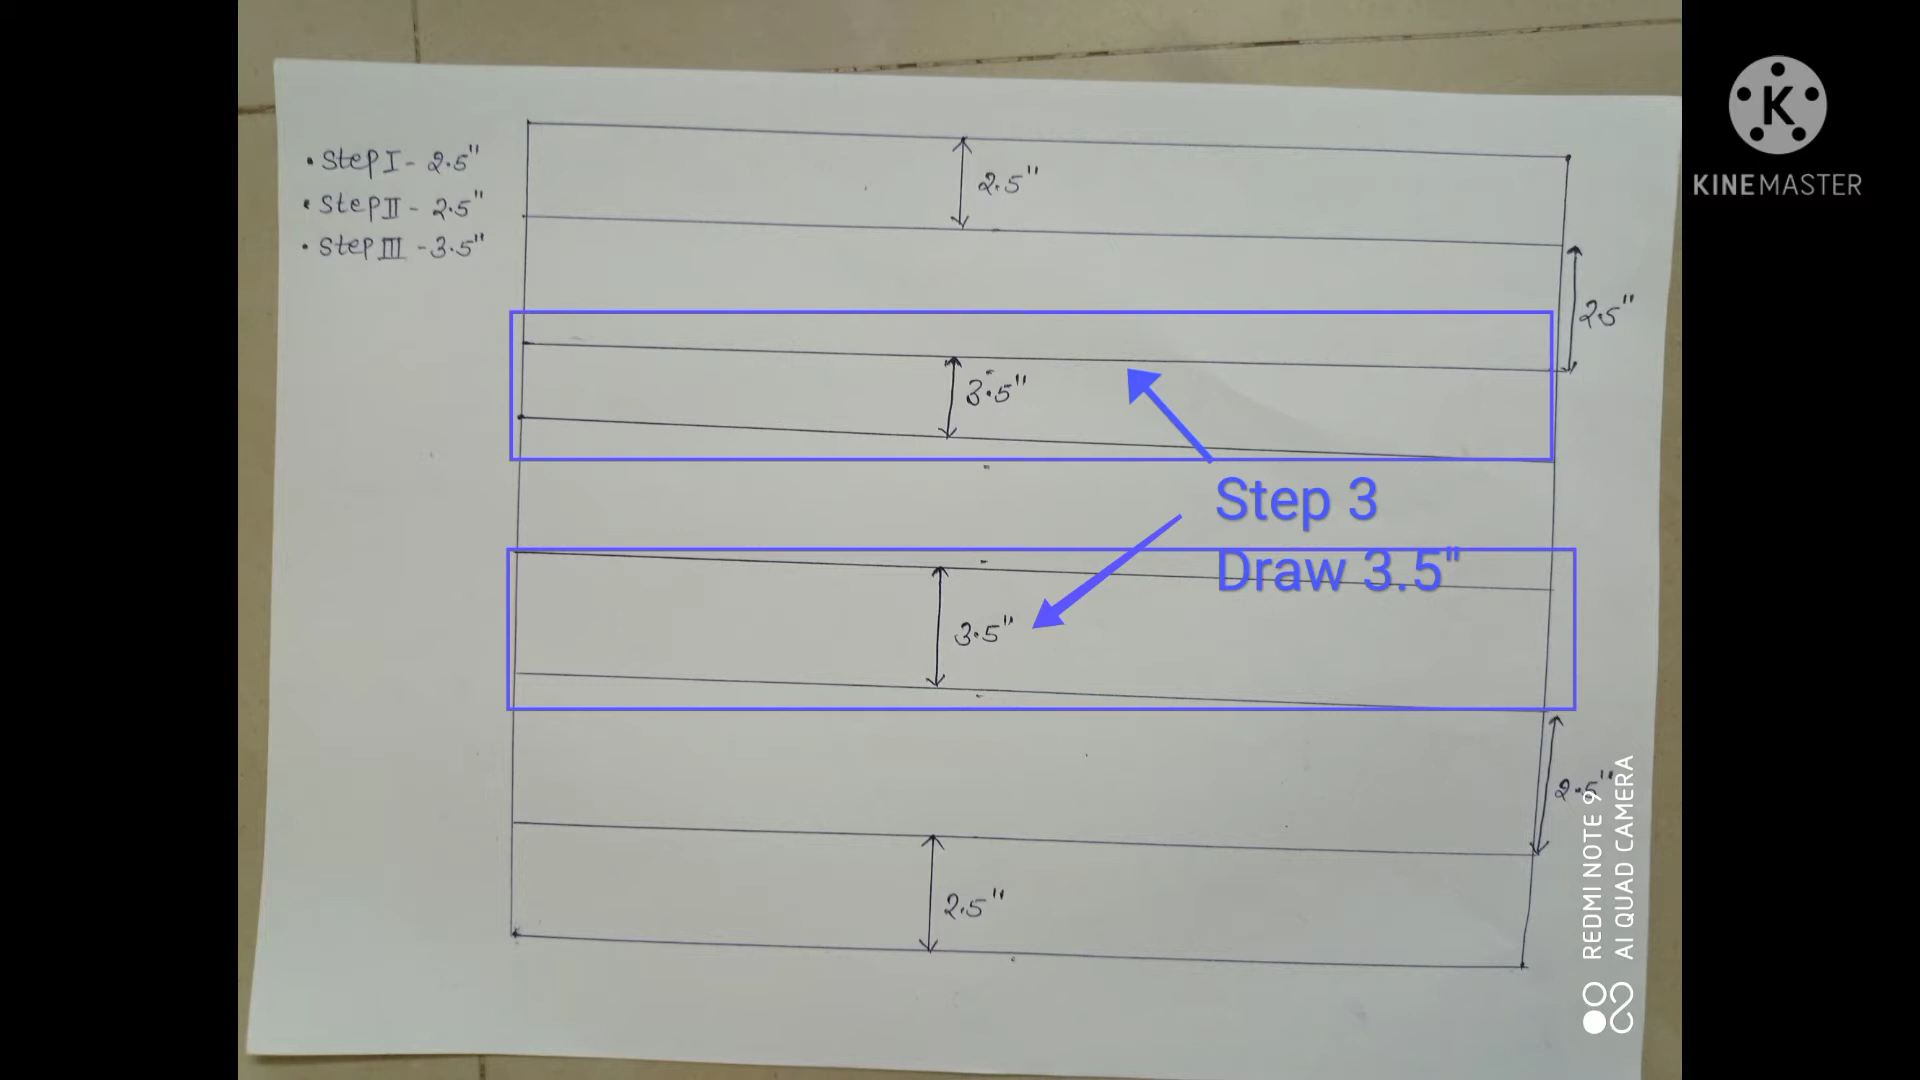 • Step I - 2.5"
• Step II - 2.5"
• Step III - 3.5"
2.5"
2.5"
3.5"
Step 3
Draw 3.5"
3.5"
2.5"
2.5"
KINEMASTER
REDMI NOTE 9
AI QUAD CAMERA